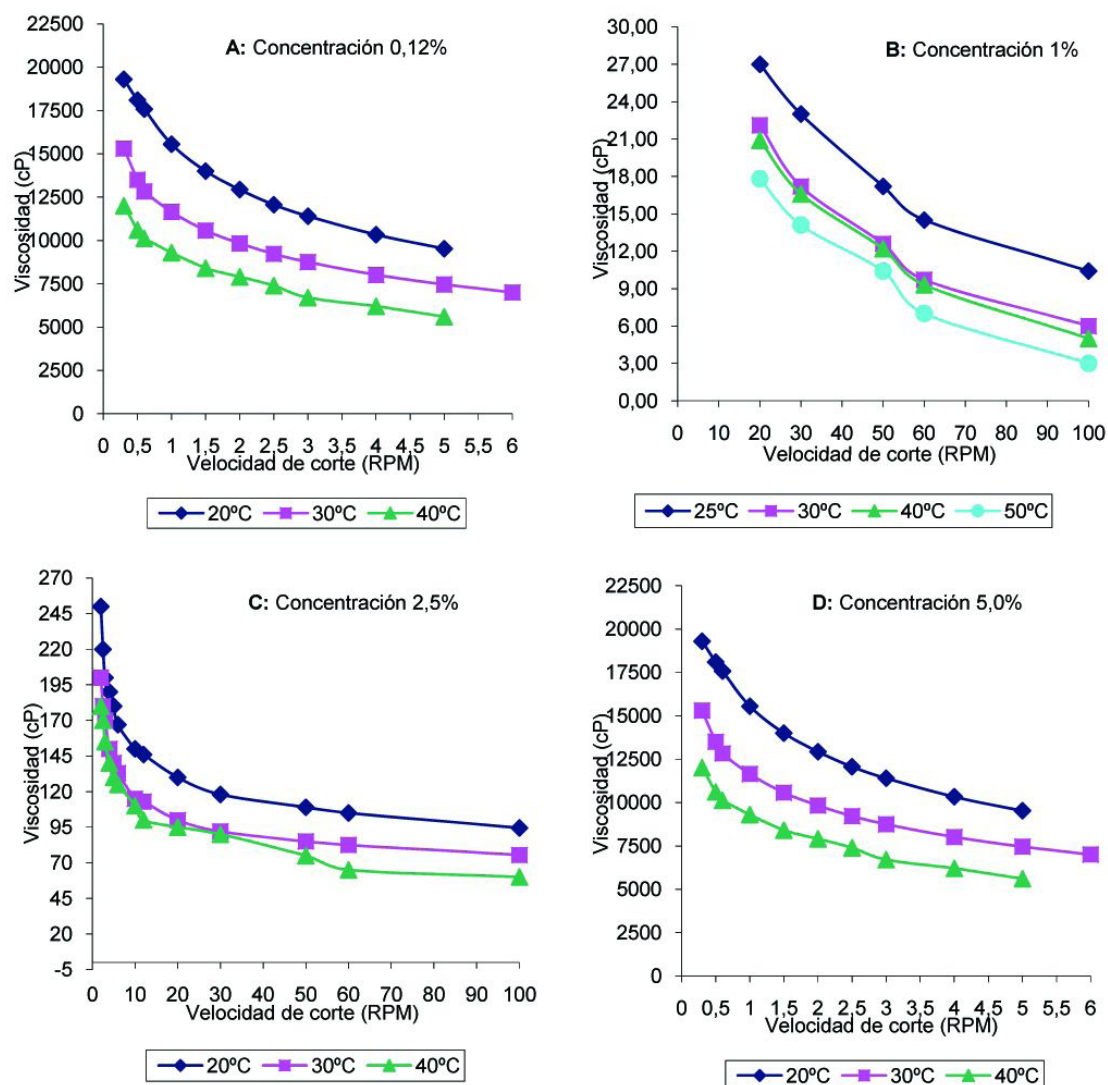 A: Concentración 0,12%
Viscosidad (cP)
22500
20000
17500
15000
12500
10000
7500
5000
2500
0
0 0,5 1 1,5 2 2,5 3 3,5 4 4,5 5 5,5 6
Velocidad de corte (RPM)
20ºC 30ºC 40ºC
B: Concentración 1%
Viscosidad (cP)
30,00
27,00
24,00
21,00
18,00
15,00
12,00
9,00
6,00
3,00
0,00
0 10 20 30 40 50 60 70 80 90 100
Velocidad de corte (RPM)
25ºC 30ºC 40ºC 50ºC
C: Concentración 2,5%
Viscosidad (cP)
270
245
220
195
170
145
120
95
70
45
20
-5
0 10 20 30 40 50 60 70 80 90 100
Velocidad de corte (RPM)
20ºC 30ºC 40ºC
D: Concentración 5,0%
Viscosidad (cP)
22500
20000
17500
15000
12500
10000
7500
5000
2500
0
0 0,5 1 1,5 2 2,5 3 3,5 4 4,5 5 5,5 6
Velocidad de corte (RPM)
20ºC 30ºC 40ºC